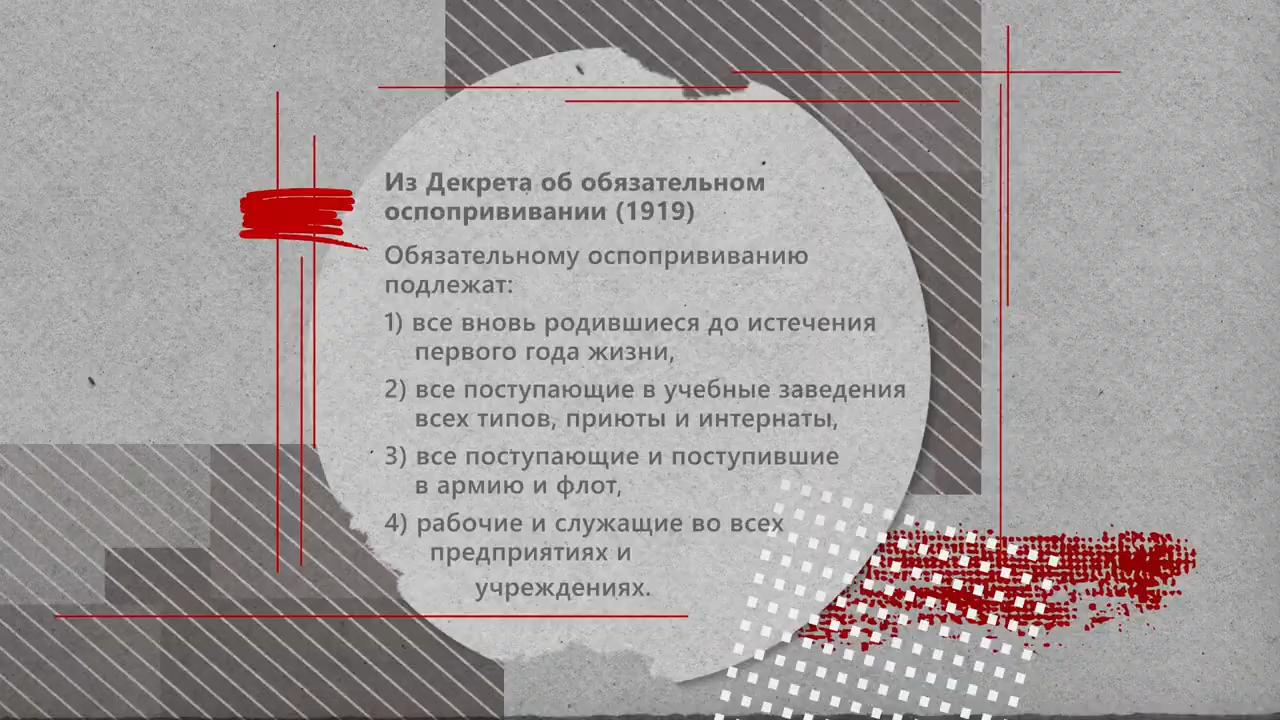 Из Декрета об обязательном
оспопрививании (1919)
Обязательному оспопрививанию
подлежат:
1) все вновь родившиеся до истечения
первого года жизни,
2) все поступающие в учебные заведения
всех типов, приюты и интернаты,
3) все поступающие и поступившие
в армию и флот,
4) рабочие и служащие во всех
предприятиях и
учреждениях.